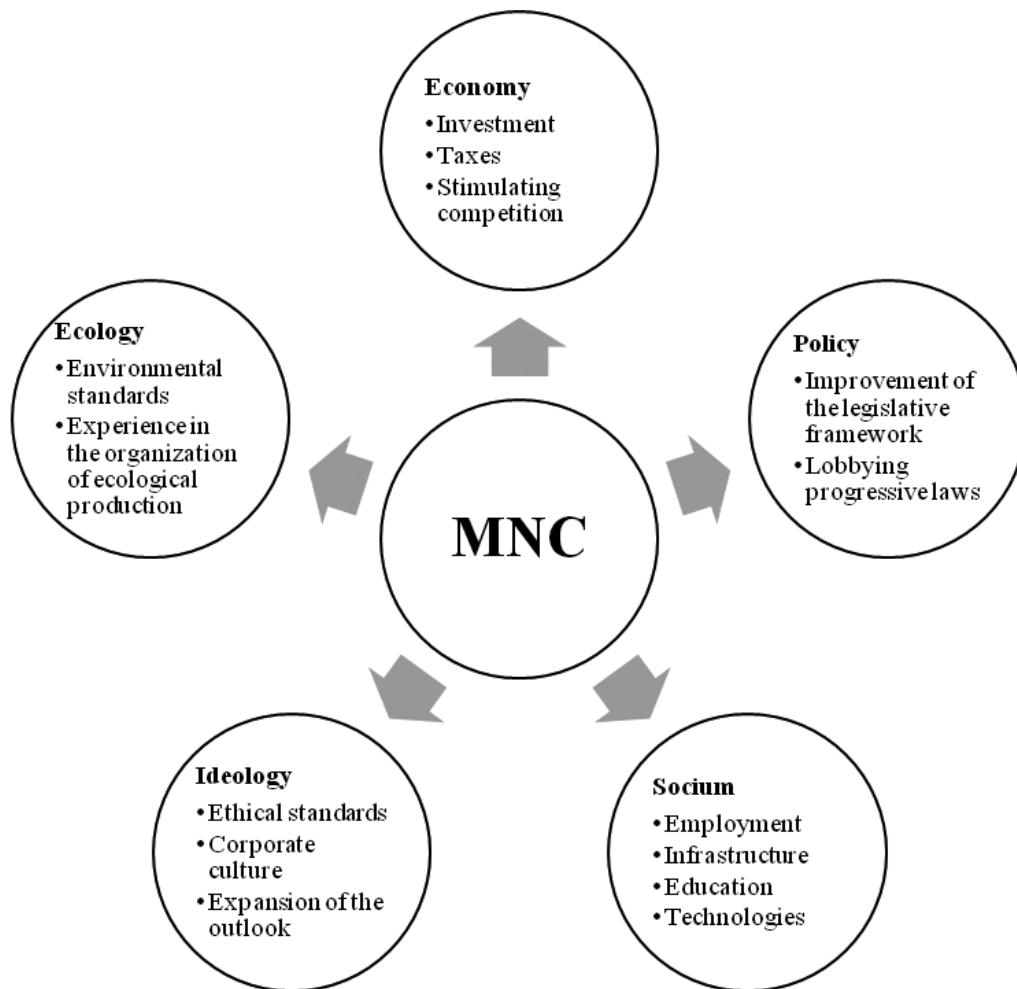 Economy
•Investment
•Taxes
•Stimulating
competition
Ecology
•Environmental
standards
•Experience in
the organization
of ecological
production
Policy
•Improvement of
the legislative
framework
•Lobbying
progressive laws
MNC
Ideology
•Ethical standards
•Corporate
culture
•Expansion of the
outlook
Socium
•Employment
•Infrastructure
•Education
•Technologies